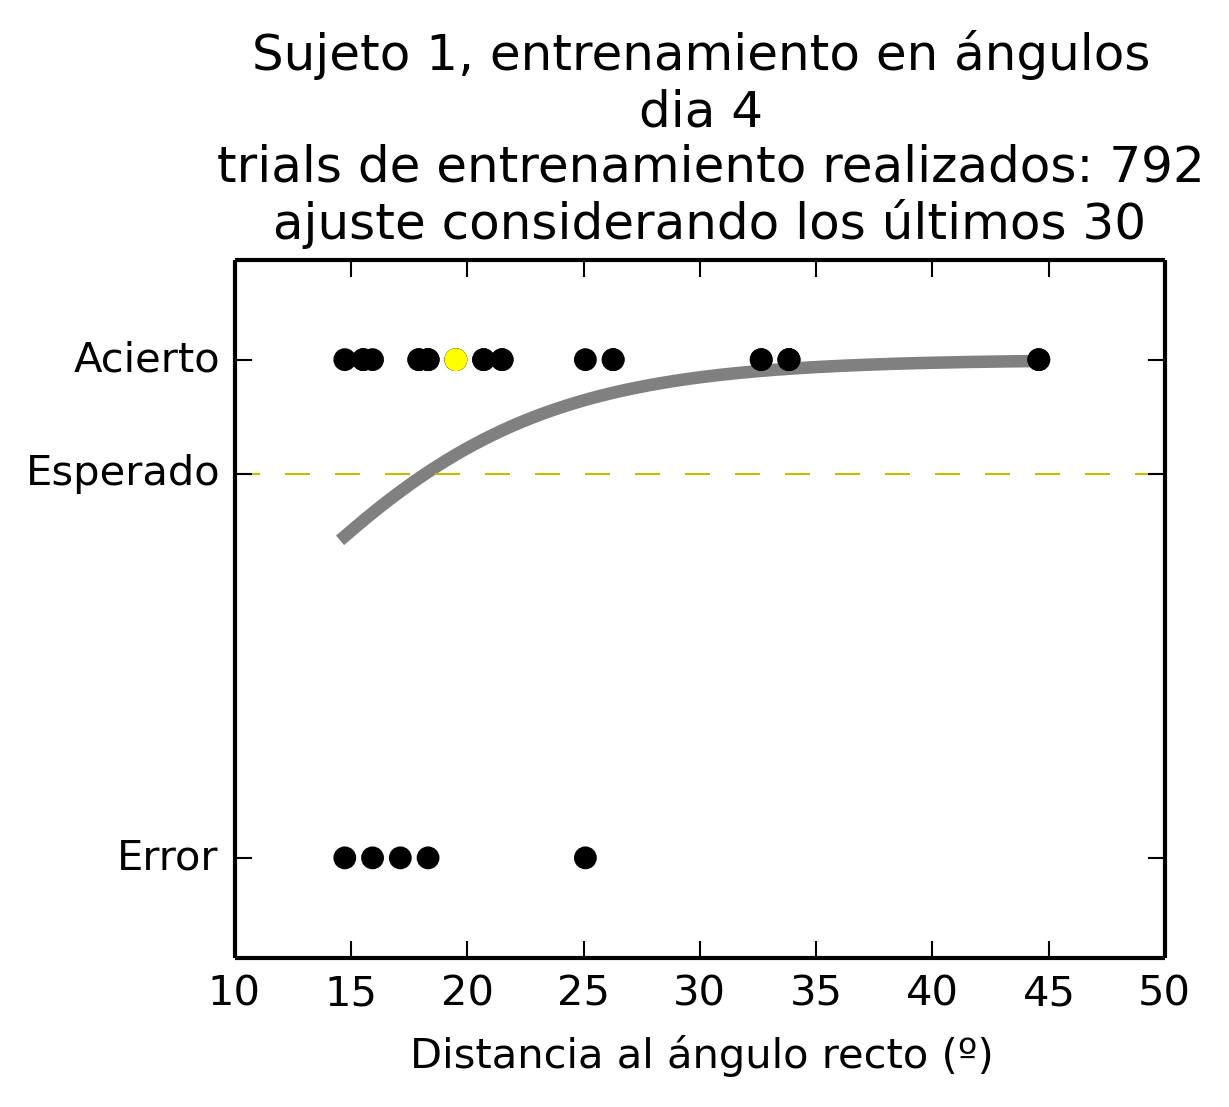 Sujeto 1, entrenamiento en ángulos
dia 4
trials de entrenamiento realizados: 792
ajuste considerando los últimos 30
Acierto
Esperado
Error
10 15 20 25 30 35 40 45 50
Distancia al ángulo recto (º)